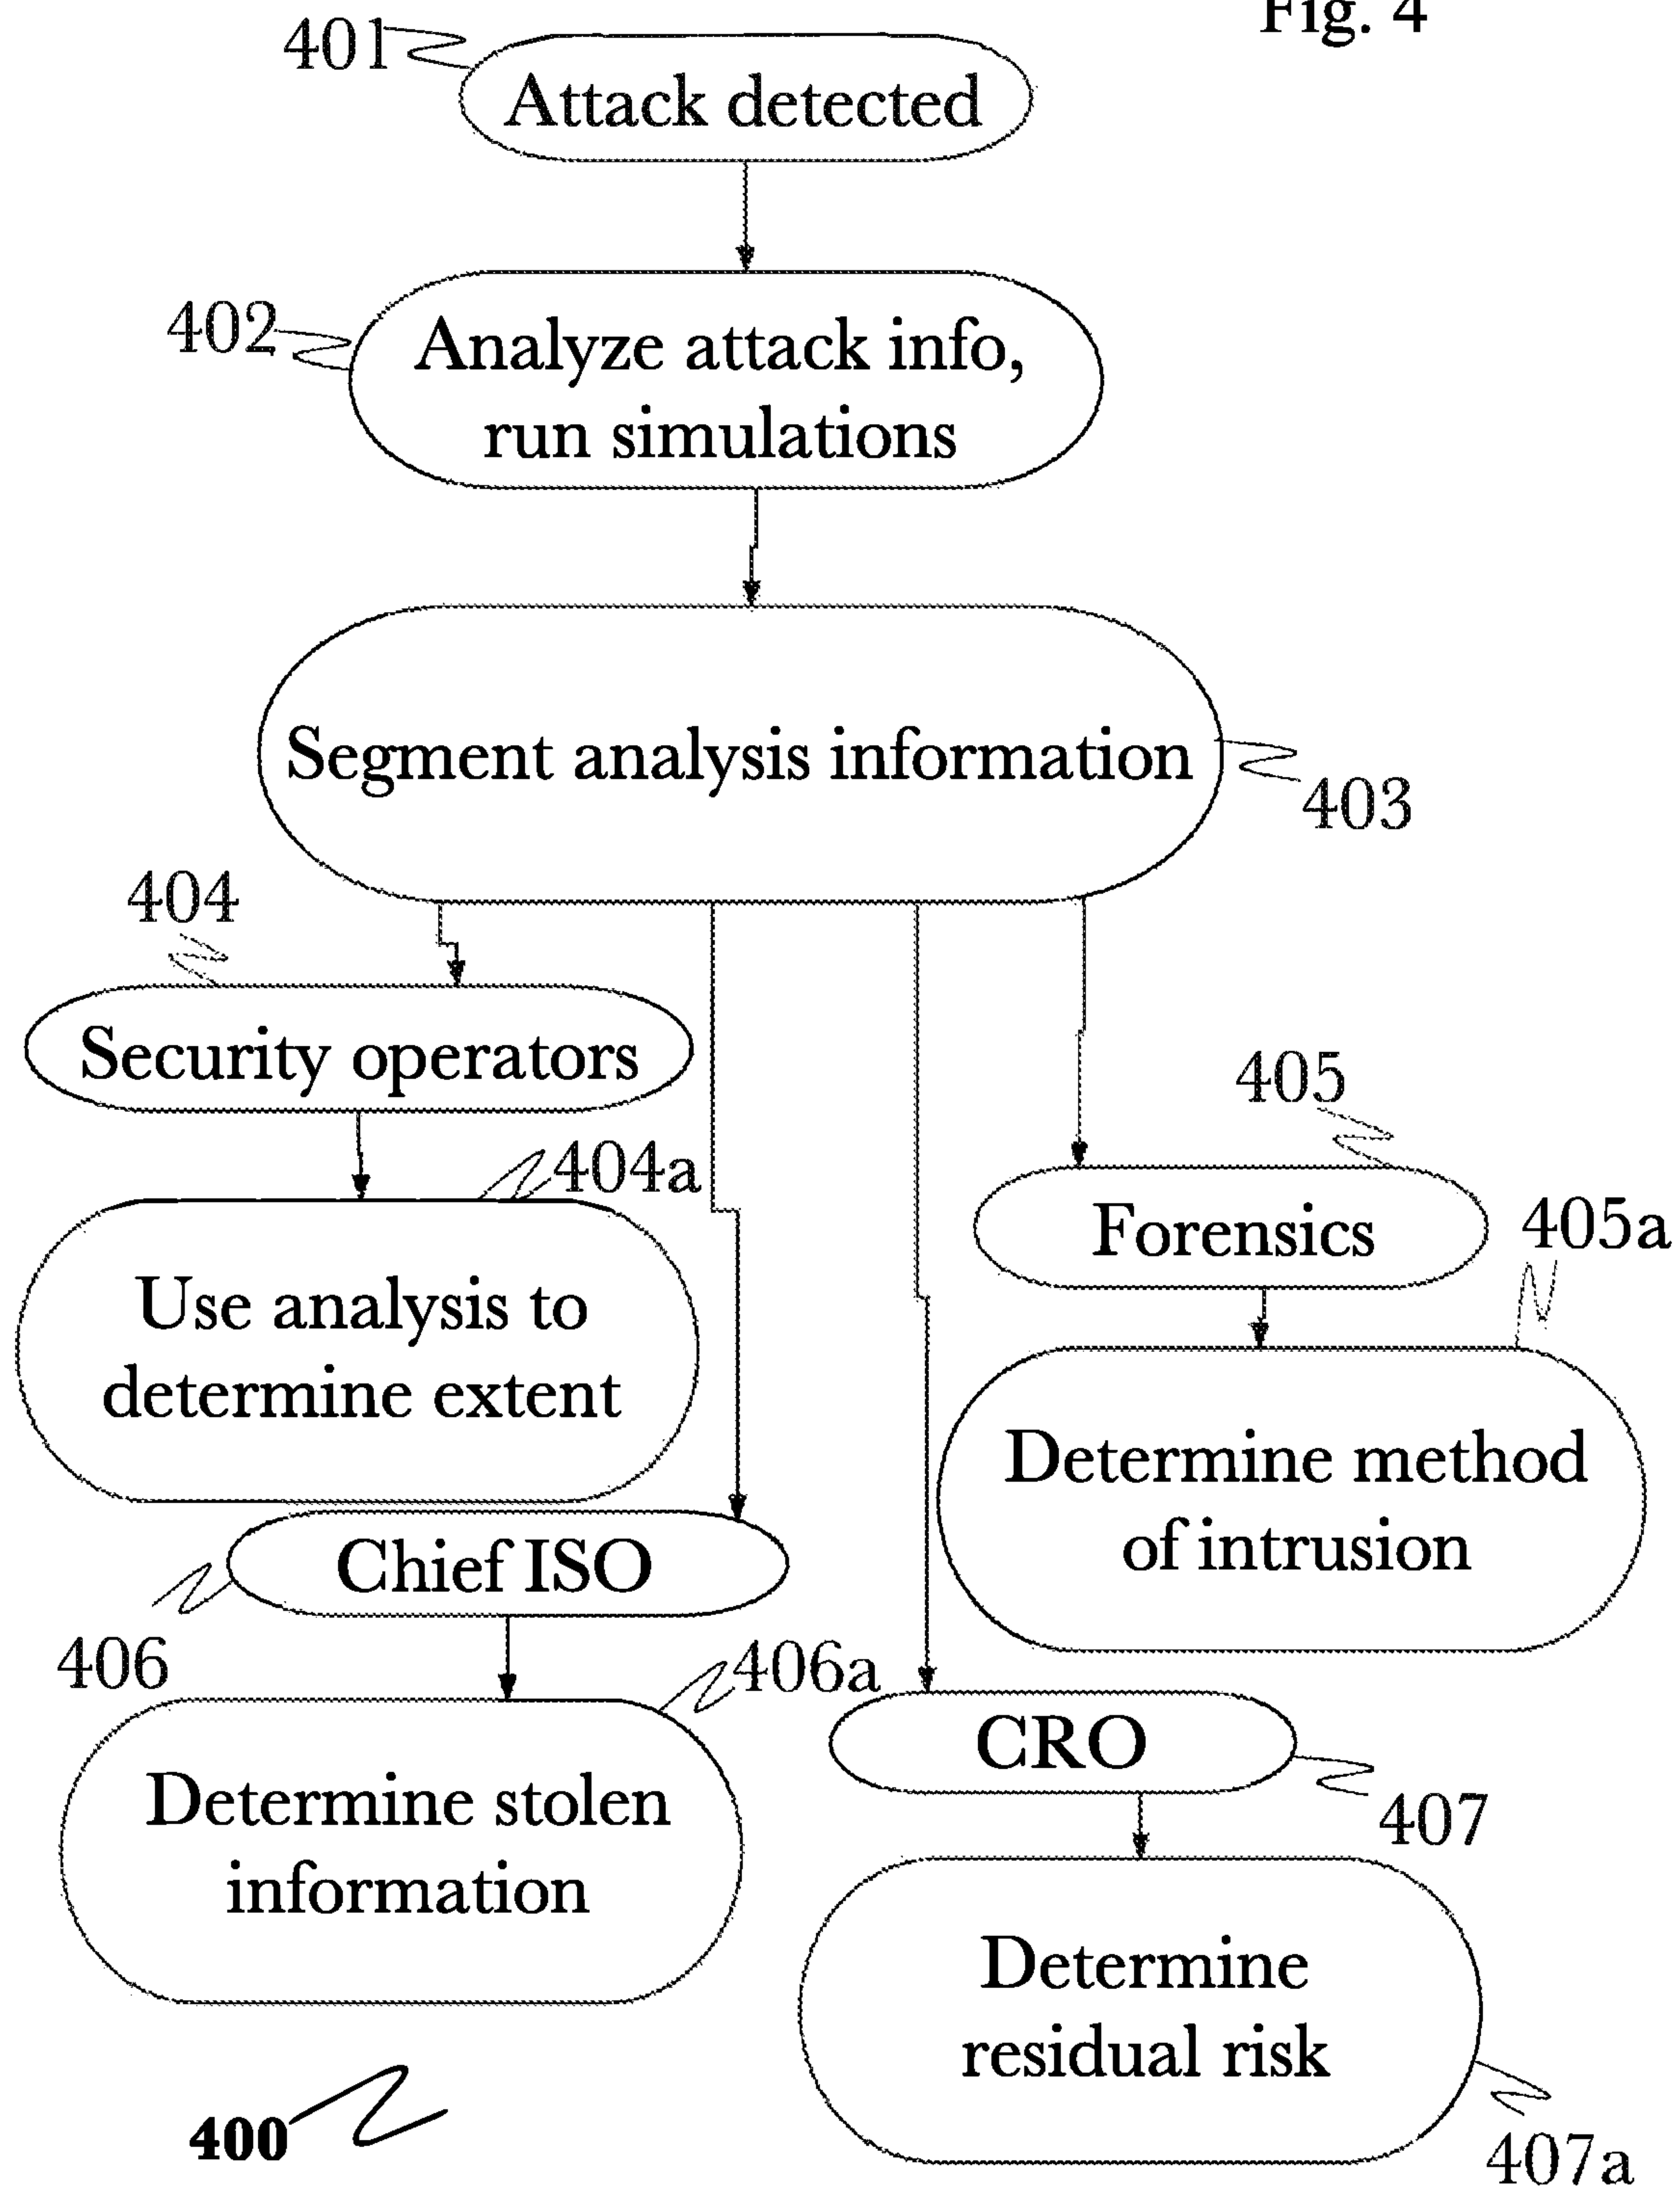 Fig. 4
401
Attack detected
402
Analyze attack info,
run simulations
Segment analysis information
403
404
Security operators
404a
Use analysis to
determine extent
405
Forensics
405a
Determine method
of intrusion
Chief ISO
406
406a
Determine stolen
information
CRO
407
Determine
residual risk
407a
400